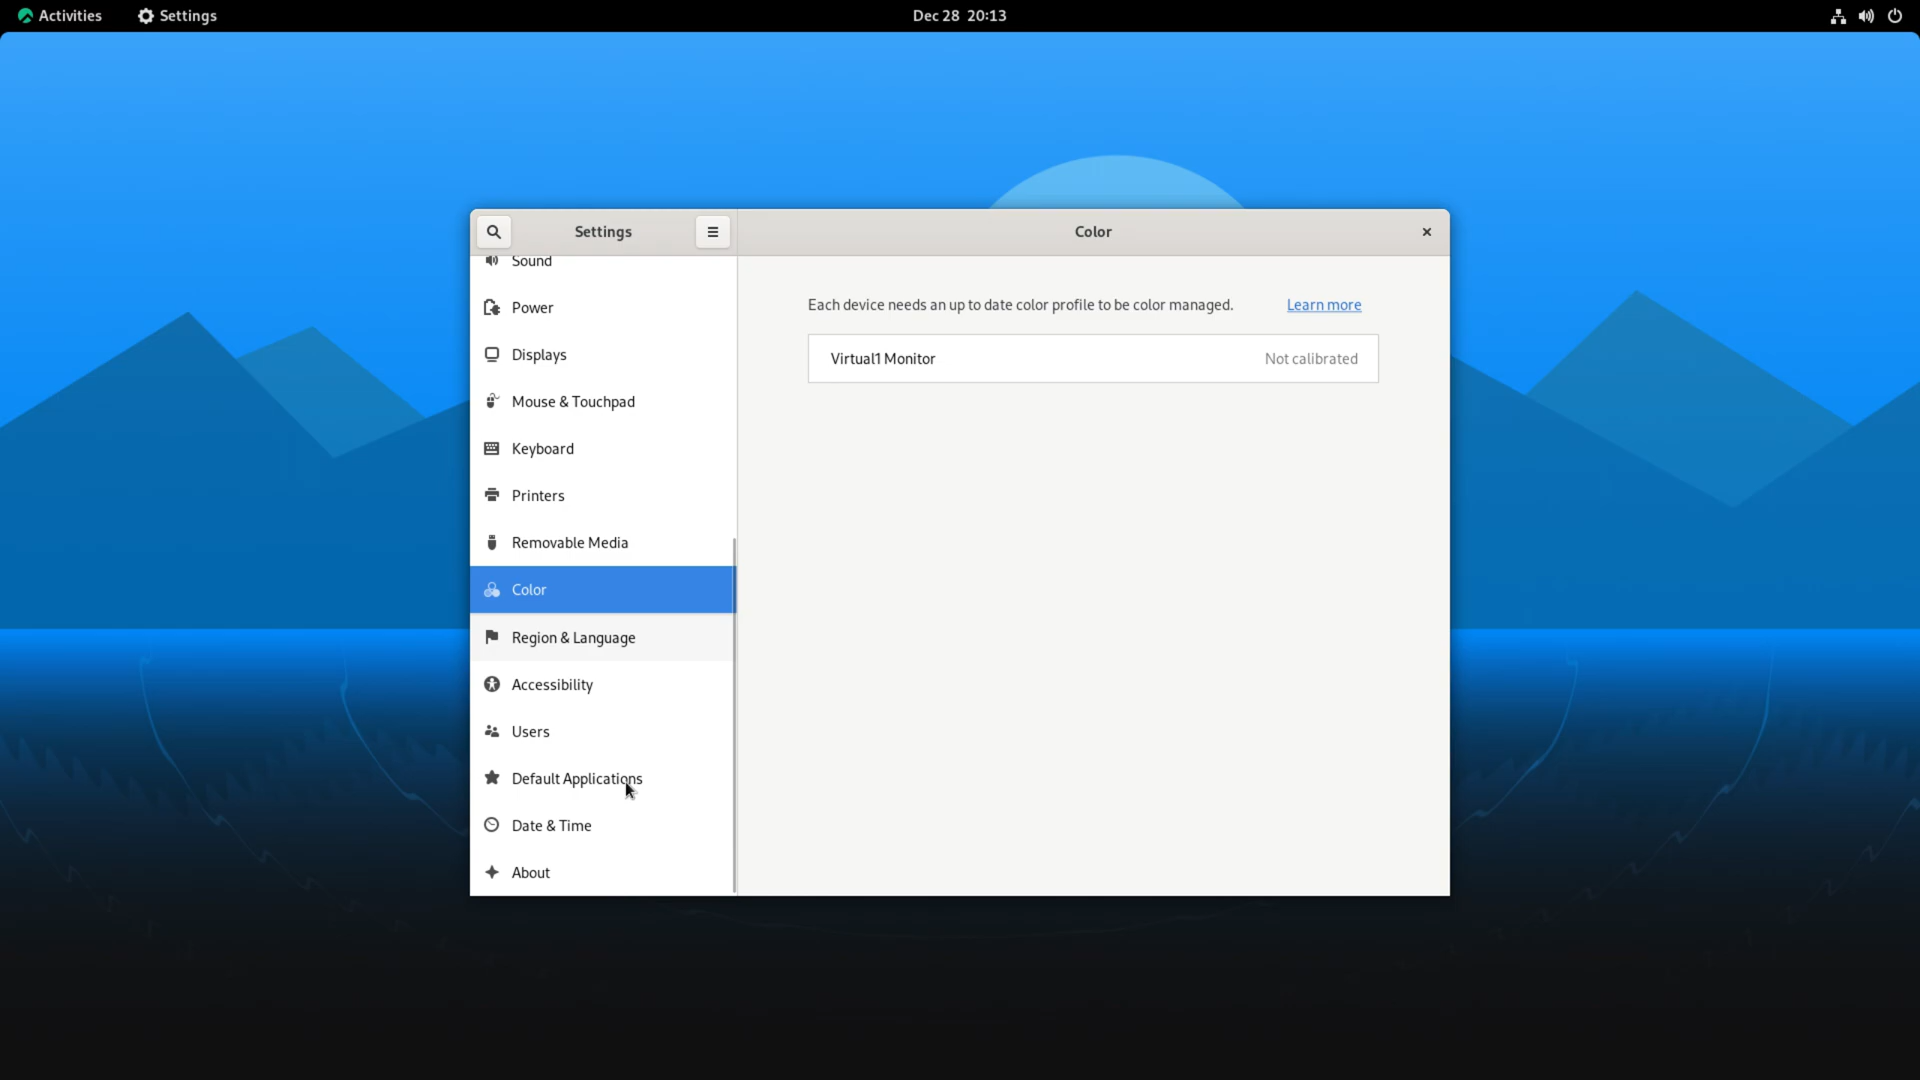 Activities Settings Dec 28 20:13
Settings Color
Sound
Power
Displays
Mouse & Touchpad
Keyboard
Printers
Removable Media
Color
Region & Language
Accessibility
Users
Default Applications
Date & Time
About
Each device needs an up to date color profile to be color managed. Learn more
Virtual1 Monitor Not calibrated